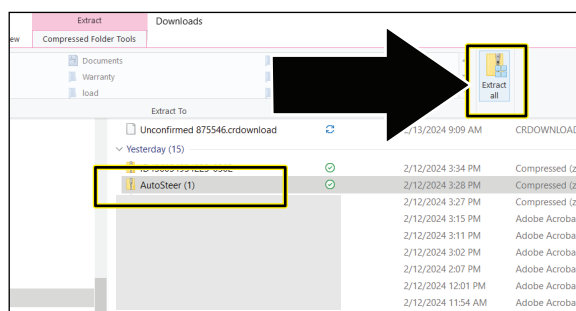 Extract
Downloads
ew
Compressed Folder Tools
Documents
Warranty
load
Extract
all
Extract To
Unconfirmed 875546.crdownload
/13/2024 9:09 AM
CRDOWNLOAD
Yesterday (15)
2/12/2024 3:34 PM
Compressed (z
AutoSteer (1)
2/12/2024 3:28 PM
Compressed (z
2/12/2024 3:27 PM
Compressed (z
2/12/2024 3:15 PM
Adobe Acroba
2/12/2024 3:11 PM
Adobe Acroba
2/12/2024 3:02 PM
Adobe Acroba
2/12/2024 2:07 PM
Adobe Acroba
2/12/2024 12:01 PM
Adobe Acroba
2/12/2024 11:54 AM
Adobe Acroba